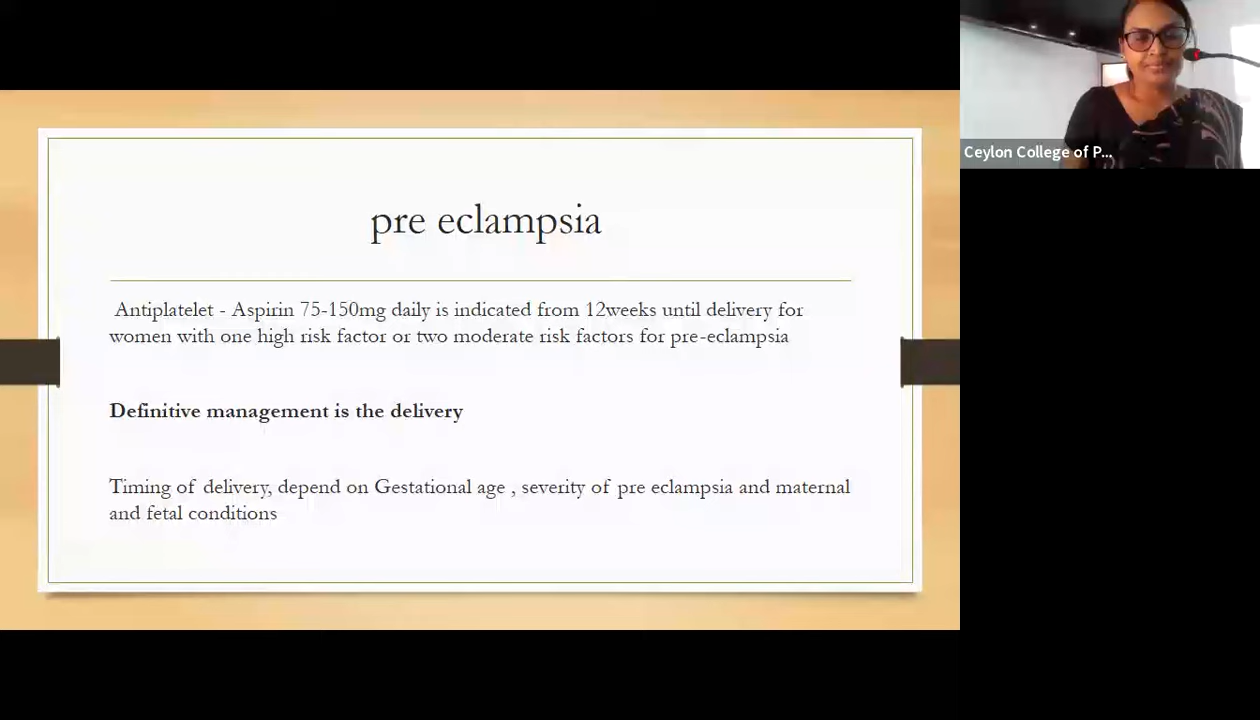 pre eclampsia
Antiplatelet - Aspirin 75-150mg daily is indicated from 12weeks until delivery for
women with one high risk factor or two moderate risk factors for pre-eclampsia
Definitive management is the delivery
Timing of delivery, depend on Gestational age , severity of pre eclampsia and maternal
and fetal conditions
Ceylon College of P...